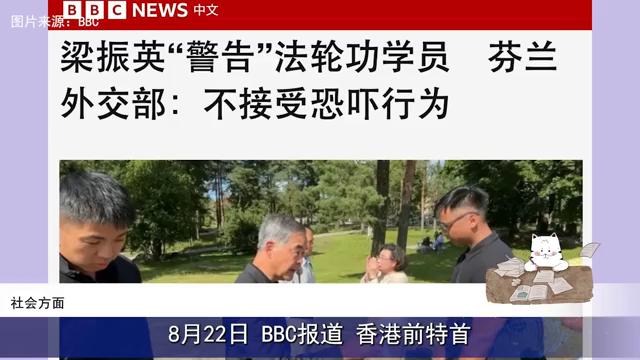 BBC NEWS 中文
图片来源：BBC
梁振英“警告”法轮功学员 芬兰
外交部：不接受恐吓行为
社会方面
8月22日 BBC报道 香港前特首